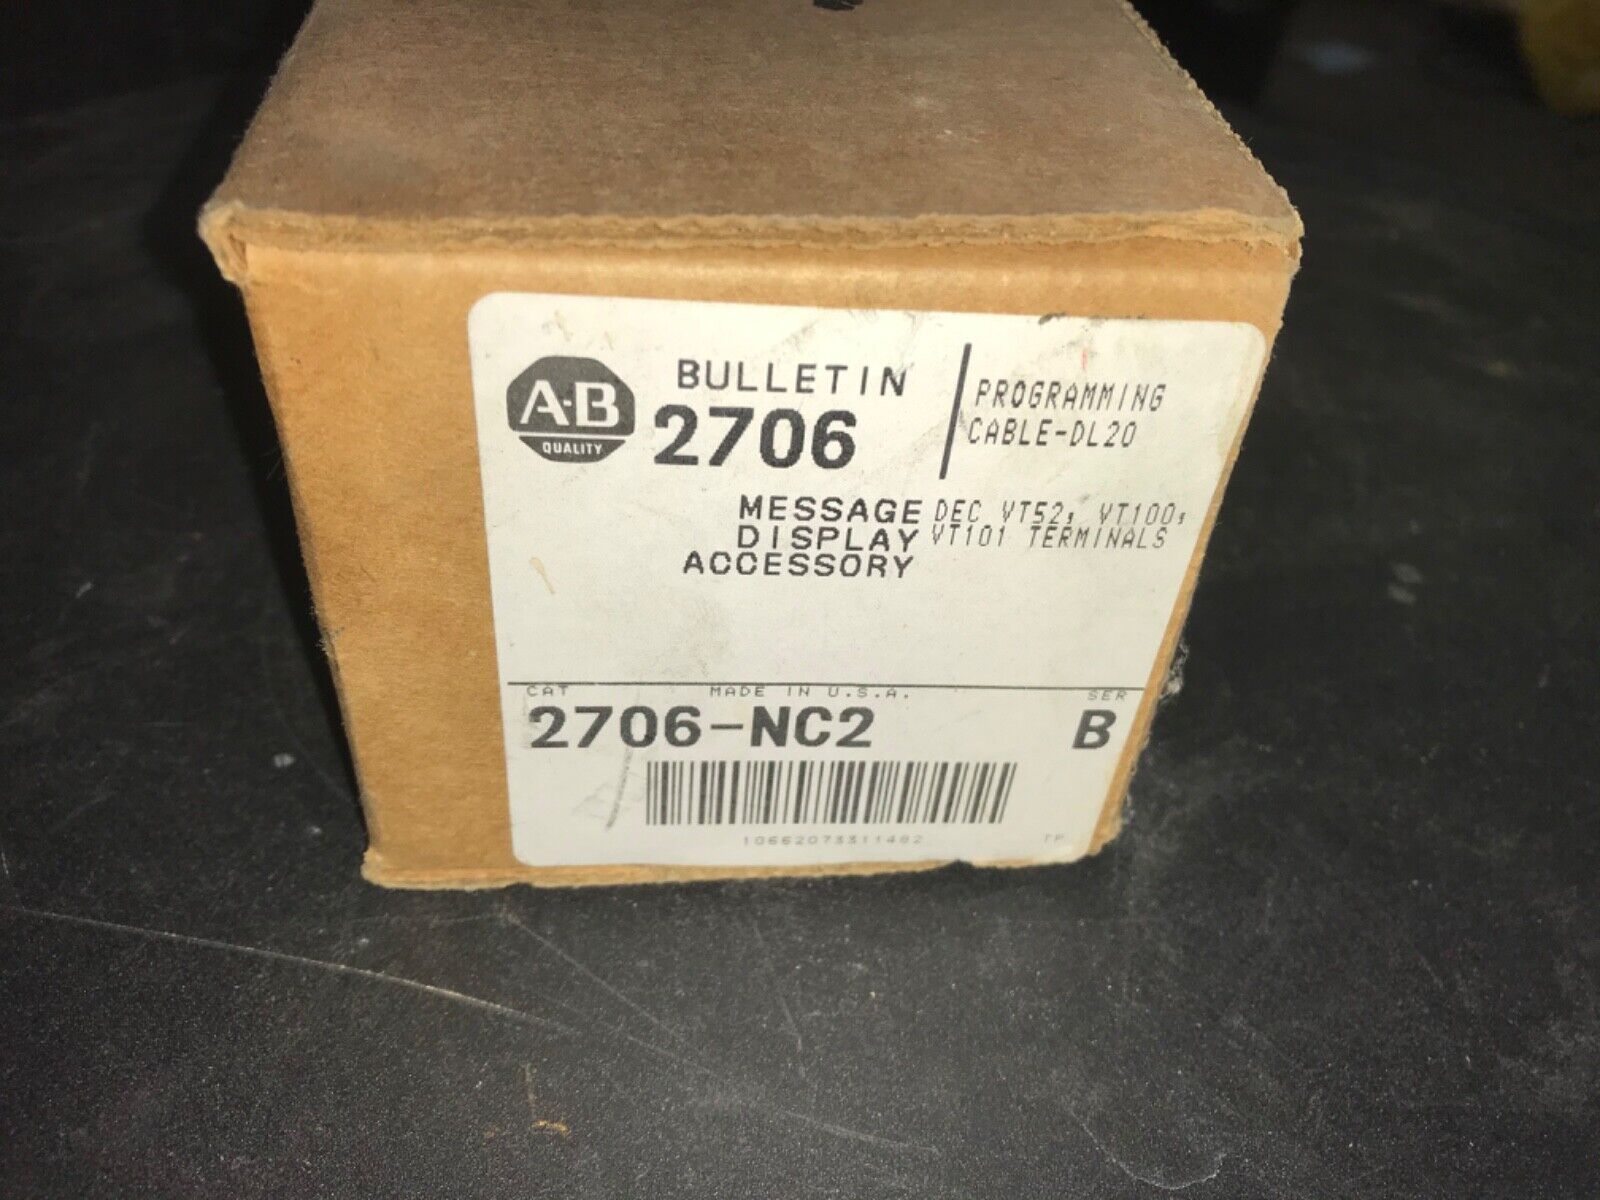 A-B
QUALITY
BULLETIN
2706
PROGRAMMING
CABLE-DL20
MESSAGE
DISPLAY
ACCESSORY
DEC VT52, VT100,
VT101 TERMINALS
CAT MADE IN U.S.A. SER
2706-NC2 B
10662073311482 TP